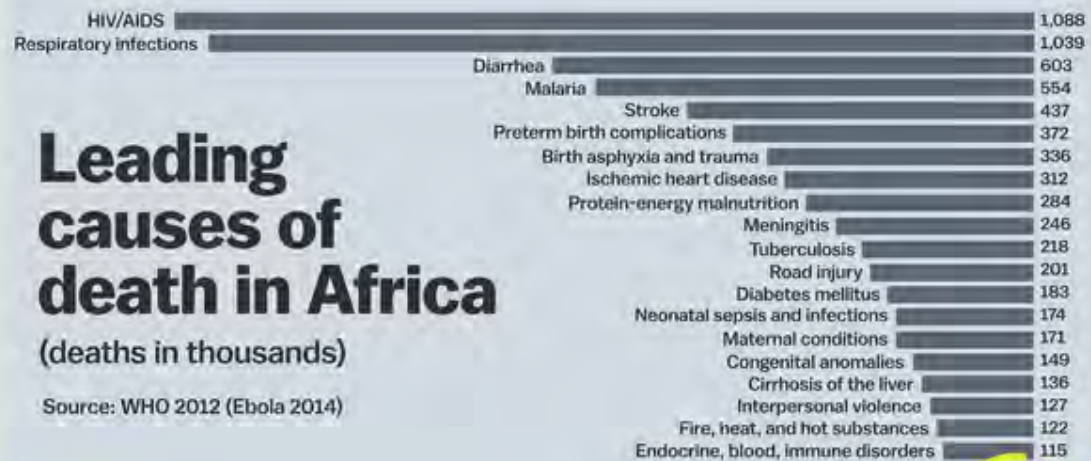 HIV/AIDS 1,088
Respiratory infections 1,039
Diarrhea 603
Malaria 554
Stroke 437
Preterm birth complications 372
Birth asphyxia and trauma 336
Ischemic heart disease 312
Protein-energy malnutrition 284
Meningitis 246
Tuberculosis 218
Road injury 201
Diabetes mellitus 183
Neonatal sepsis and infections 174
Maternal conditions 171
Congenital anomalies 149
Cirrhosis of the liver 136
Interpersonal violence 127
Fire, heat, and hot substances 122
Endocrine, blood, immune disorders 115
Leading
causes of
death in Africa
(deaths in thousands)
Source: WHO 2012 (Ebola 2014)